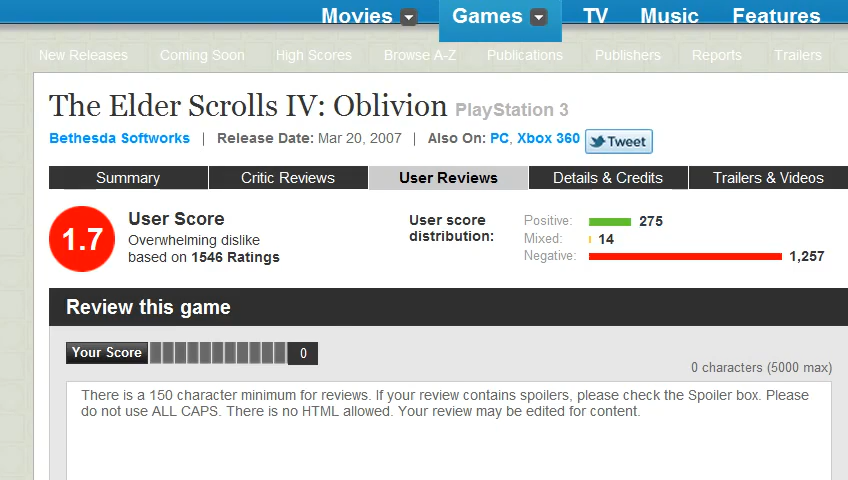 Movies Games TV Music Features
New Releases Coming Soon High Scores Browse A-Z Publications Publishers Reports Trailers
The Elder Scrolls IV: Oblivion PlayStation 3
Bethesda Softworks | Release Date: Mar 20, 2007 | Also On: PC, Xbox 360 Tweet
Summary Critic Reviews User Reviews Details & Credits Trailers & Videos
1.7
User Score
Overwhelming dislike
based on 1546 Ratings
User score
distribution:
Positive: 275
Mixed: 14
Negative: 1,257
Review this game
Your Score 0
0 characters (5000 max)
There is a 150 character minimum for reviews. If your review contains spoilers, please check the Spoiler box. Please
do not use ALL CAPS. There is no HTML allowed. Your review may be edited for content.